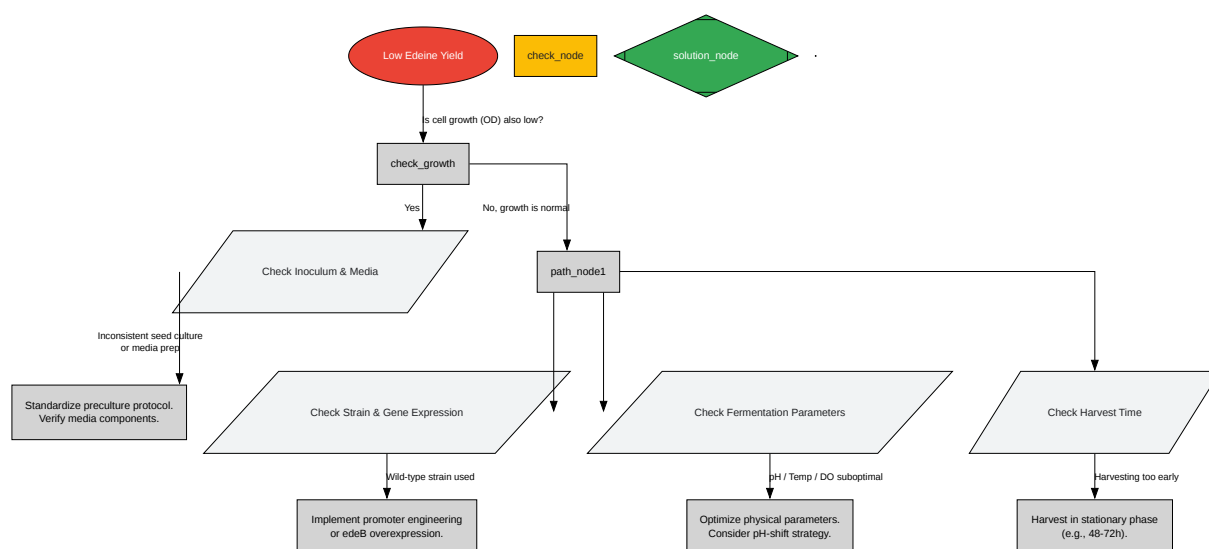 Low Edeine Yield
check_node
solution_node
.
Is cell growth (OD) also low?
check_growth
Yes
No, growth is normal
Check Inoculum & Media
path_node1
Inconsistent seed culture
or media prep
Standardize preculture protocol.
Verify media components.
Check Strain & Gene Expression
Check Fermentation Parameters
Check Harvest Time
Wild-type strain used
pH / Temp / DO suboptimal
Harvesting too early
Implement promoter engineering
or edeB overexpression.
Optimize physical parameters.
Consider pH-shift strategy.
Harvest in stationary phase
(e.g., 48-72h).